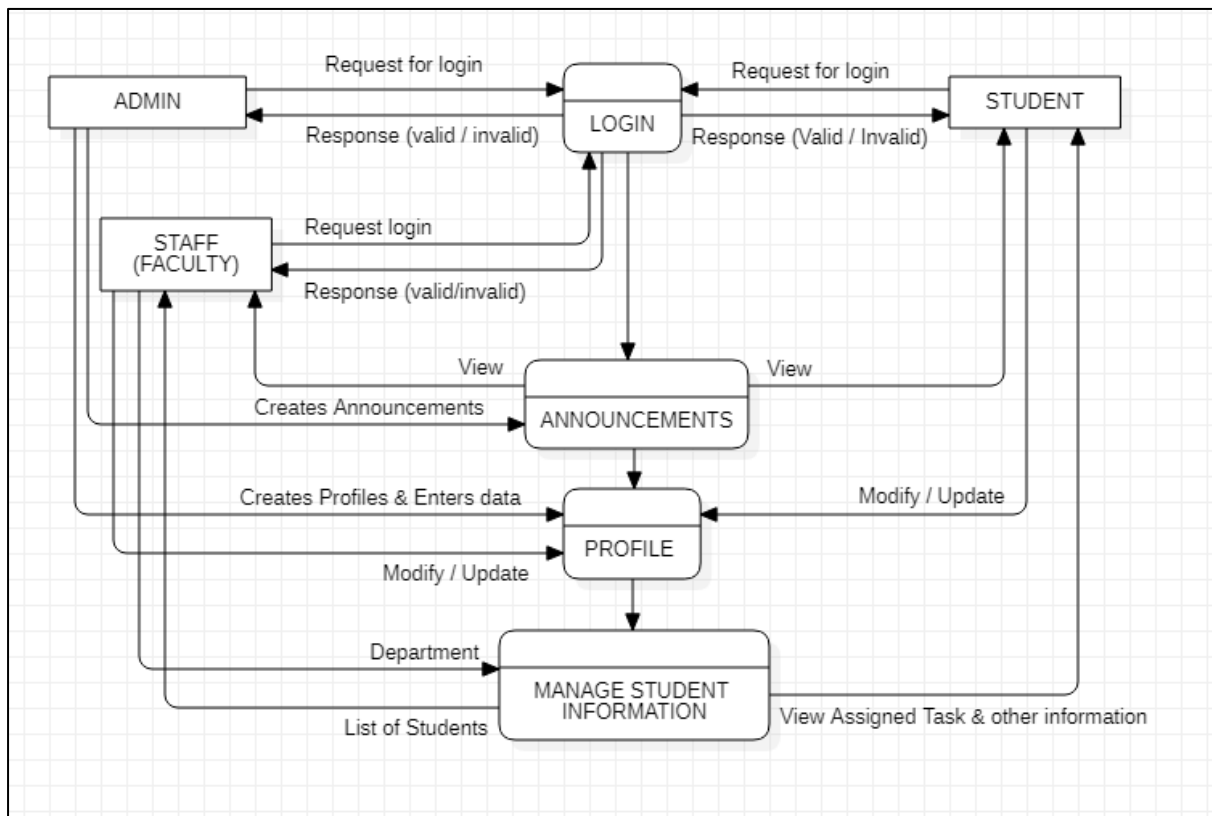 Request for login
Request for login
ADMIN
STUDENT
LOGIN
Response (valid / invalid)
Response (Valid / Invalid)
Request login
STAFF
(FACULTY)
Response (valid/invalid)
View
View
Creates Announcements
ANNOUNCEMENTS
Creates Profiles & Enters data
Modify / Update
PROFILE
Modify / Update
Department
MANAGE STUDENT
INFORMATION
View Assigned Task & other information
List of Students